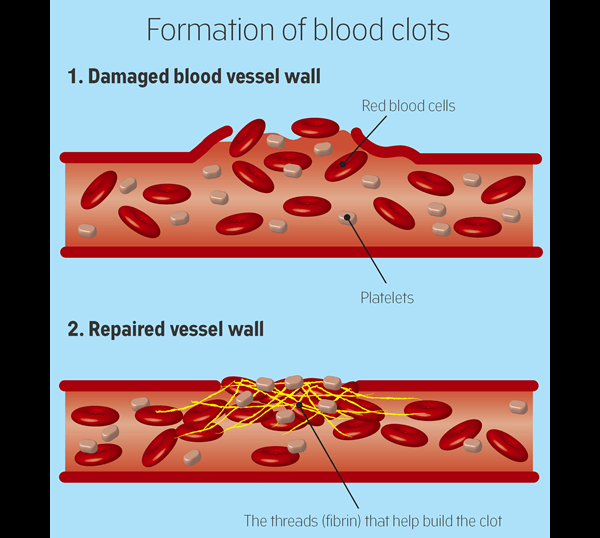 Formation of blood clots
1. Damaged blood vessel wall
Red blood cells
Platelets
2. Repaired vessel wall
The threads (fibrin) that help build the clot